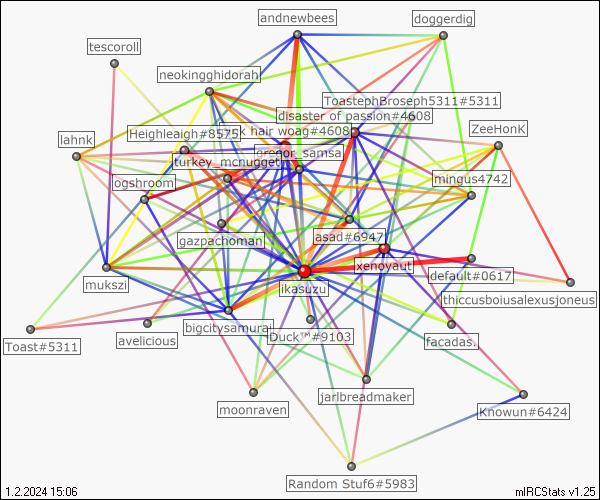 andnewbees
doggerdig
tescoroll
neokingghidorah
ToastephBroseph5311#5311
disaster of passion#4608
k hair woag#4608
Heighleaigh#8575
ZeeHonK
lahnk
gregor_samsa
turkey_mcnugget
mingus4742
ogshroom
gazpachoman
asad#6947
xenoyaut
default#0617
mukszi
ikasuzu
thiccusboiusalexusjoneus
bigcitysamurai
Toast#5311
avelicious
Duck™#9103
facadas.
jarlbreadmaker
moonraven
Knowun#6424
Random Stuf6#5983
1.2.2024 15:06
mIRCStats v1.25